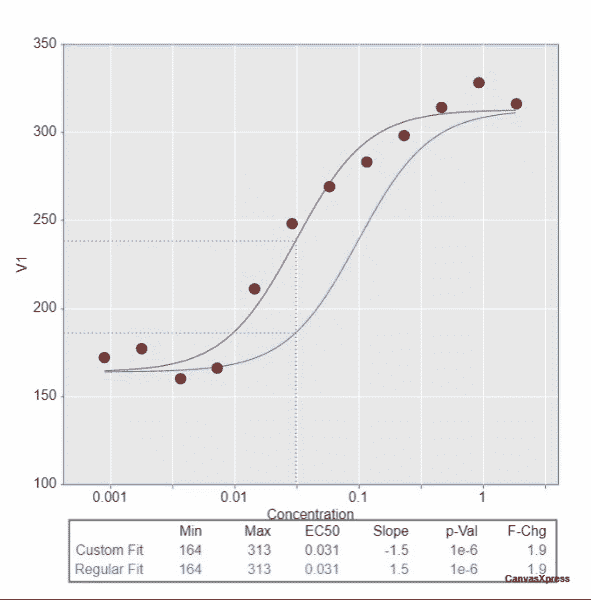 350
300
250
200
150
100
V1
0.001 0.01 0.1 1
Concentration
Min Max EC50 Slope p-Val F-Chg
Custom Fit 164 313 0.031 -1.5 1e-6 1.9
Regular Fit 164 313 0.031 1.5 1e-6 1.9
CanvasXpress